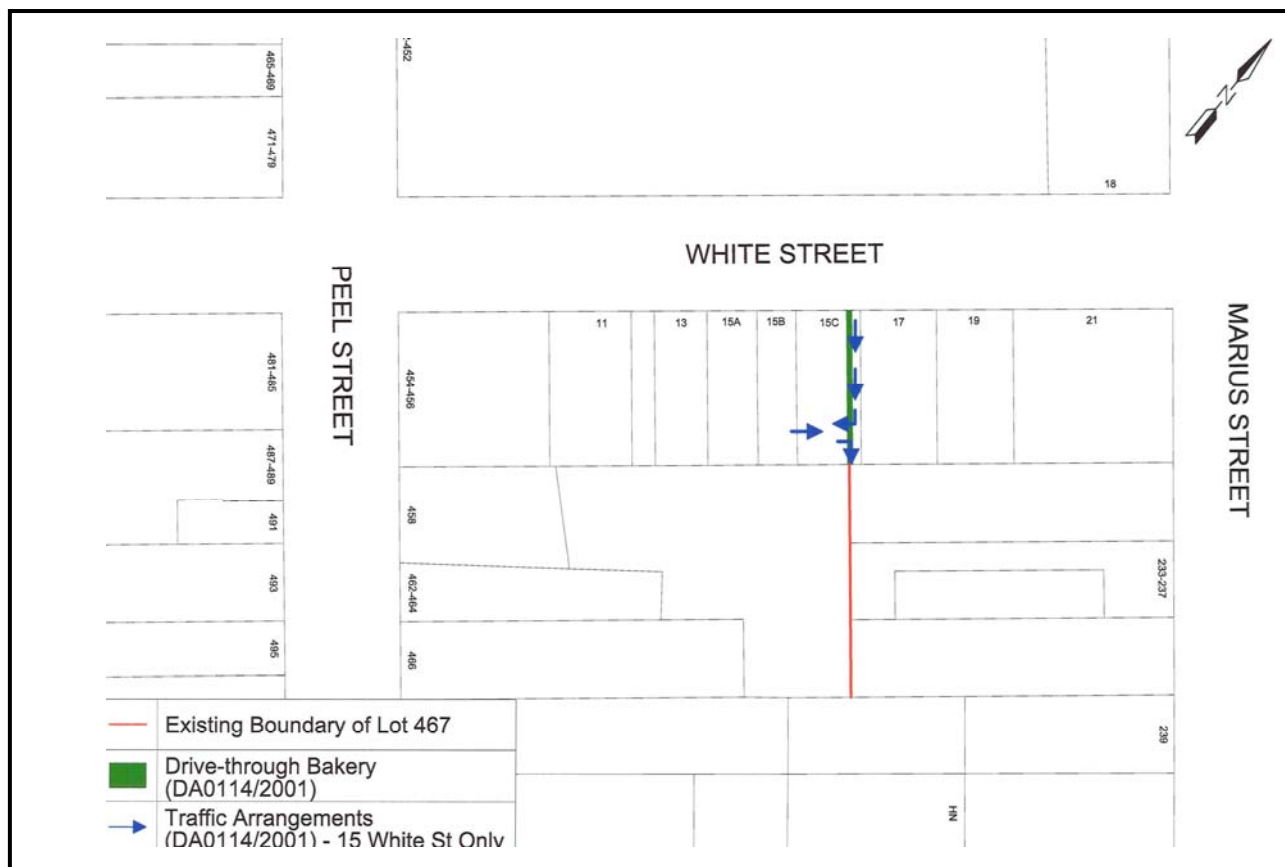 465-469
471-479
-452
18
N
WHITE STREET
PEEL STREET
MARIUS STREET
11
13
15A
15B
15C
17
19
21
481-485
454-456
487-489
491
458
493
462-464
233-237
495
466
239
HN
Existing Boundary of Lot 467
Drive-through Bakery
(DA0114/2001)
Traffic Arrangements
(DA0114/2001) - 15 White St Only